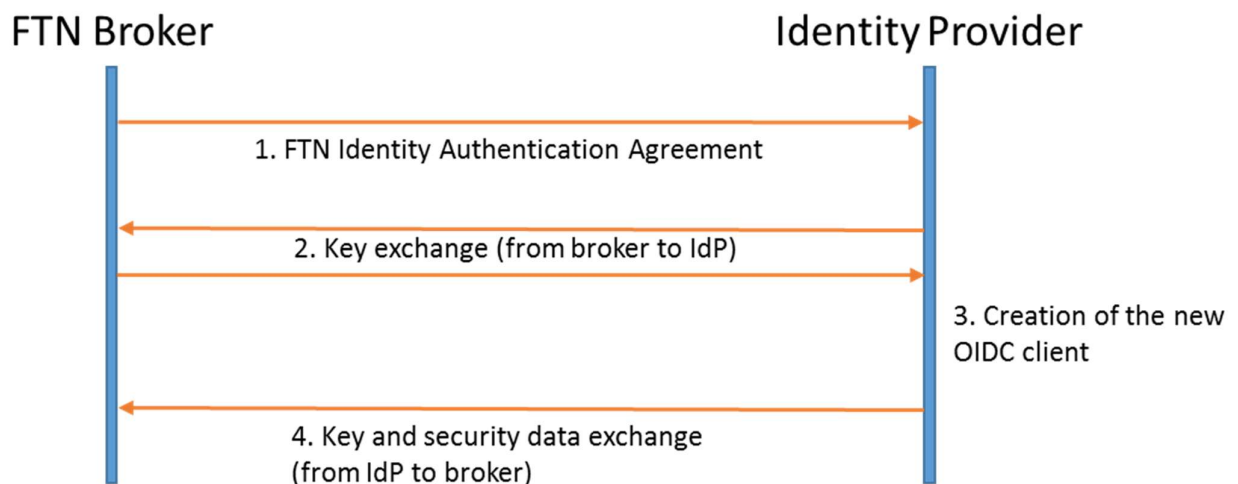 FTN Broker
Identity Provider
1. FTN Identity Authentication Agreement
2. Key exchange (from broker to IdP)
3. Creation of the new
OIDC client
4. Key and security data exchange
(from IdP to broker)